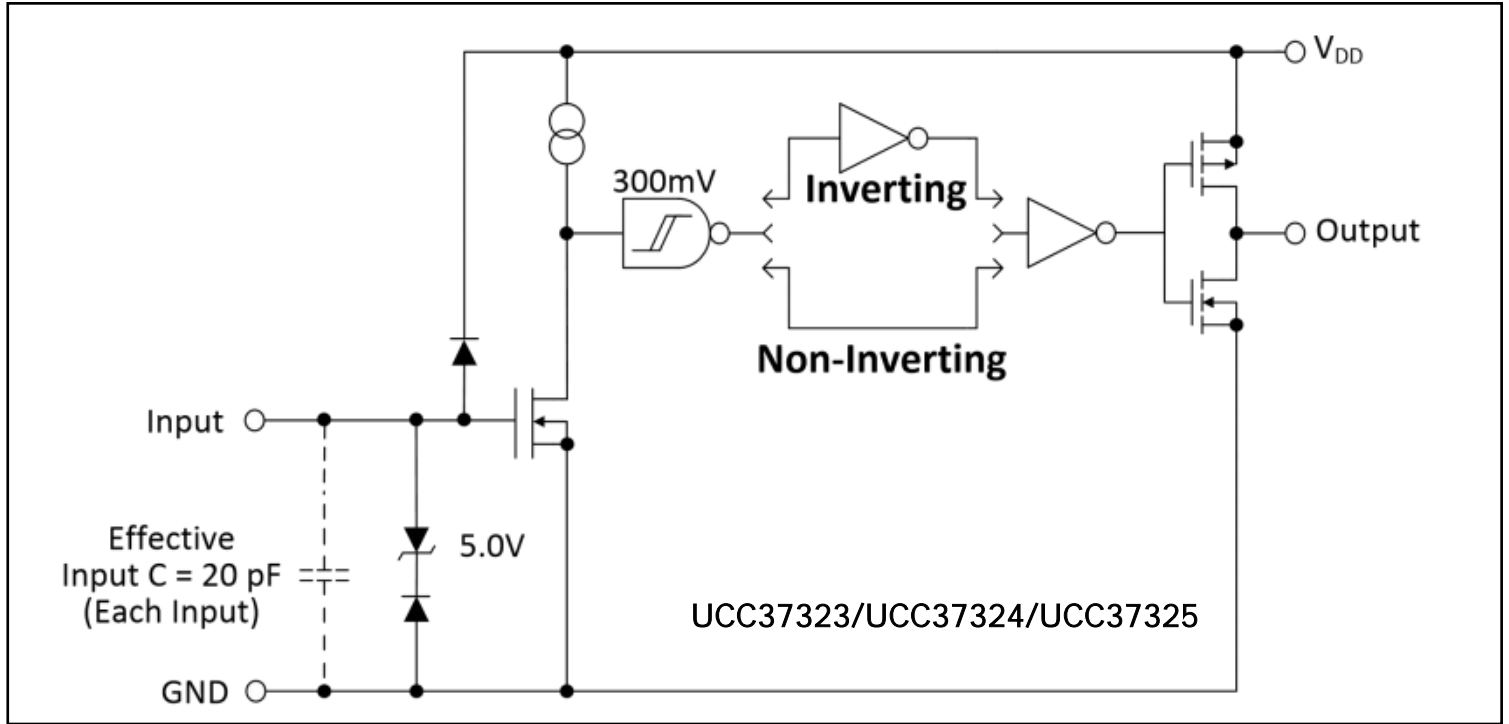 VDD
300mV
Inverting
Output
Non-Inverting
Input
Effective
Input C = 20 pF
(Each Input)
5.0V
UCC37323/UCC37324/UCC37325
GND